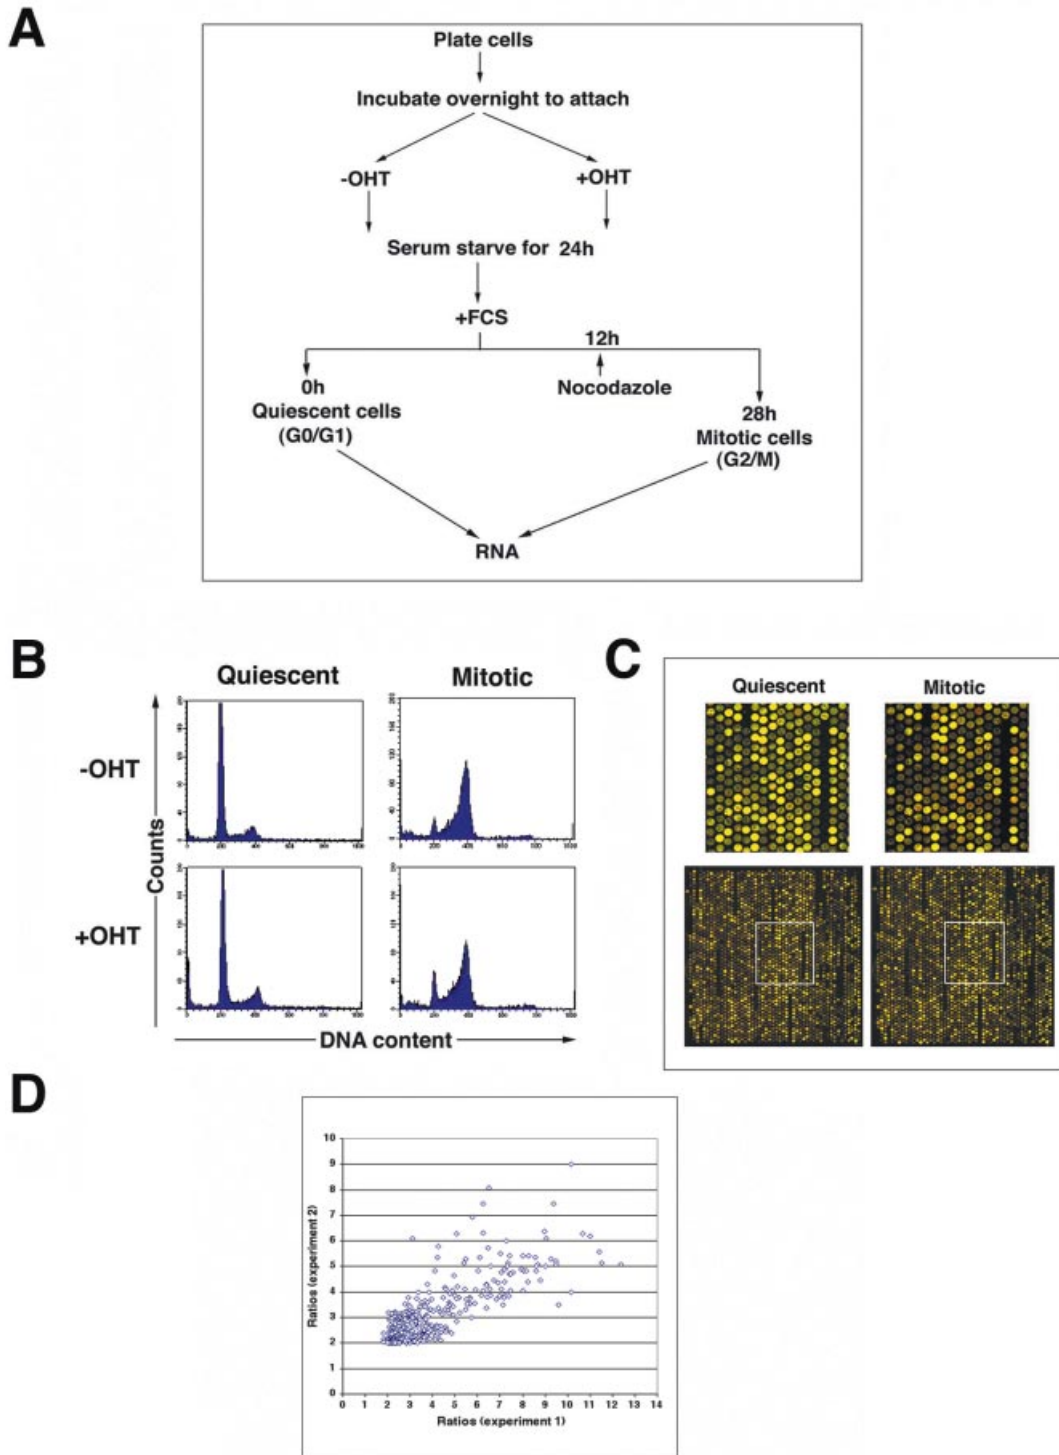 A
Plate cells
Incubate overnight to attach
-OHT
+OHT
Serum starve for 24h
+FCS
12h
0h
Nocodazole
Quiescent cells
(G0/G1)
28h
Mitotic cells
(G2/M)
RNA
B
Quiescent
Mitotic
-OHT
+OHT
Counts
DNA content
C
Quiescent
Mitotic
D
10
9
8
7
6
5
4
3
2
1
0
0 1 2 3 4 5 6 7 8 9 10 11 12 13 14
Ratios (experiment 2)
Ratios (experiment 1)